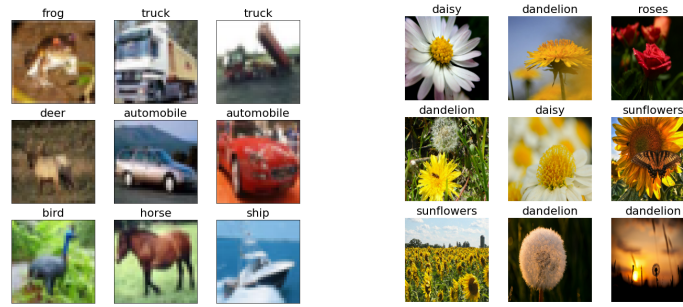 frog truck truck
deer automobile automobile
bird horse ship
daisy dandelion roses
dandelion daisy sunflowers
sunflowers dandelion dandelion